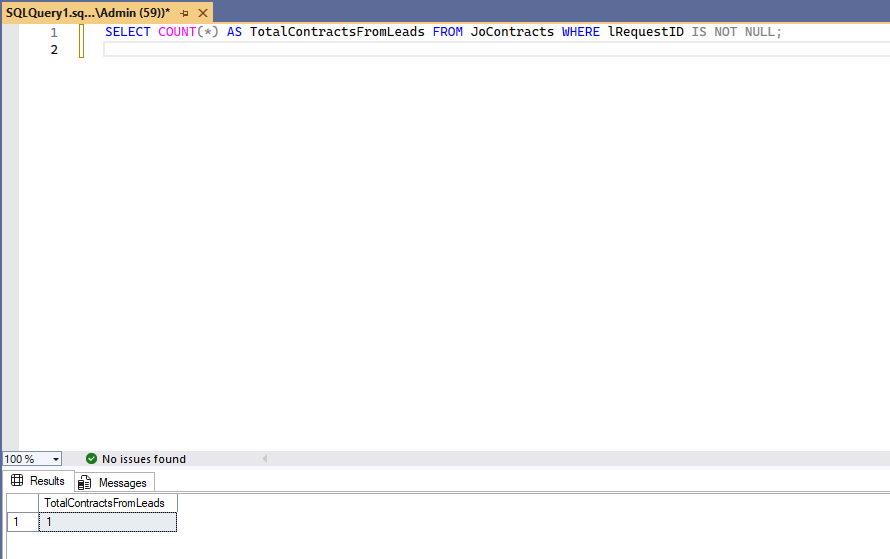 SQLQuery1.sq...\Admin (59))*
1 SELECT COUNT(*) AS TotalContractsFromLeads FROM JoContracts WHERE lRequestID IS NOT NULL;
2
100 % No issues found
Results Messages
TotalContractsFromLeads
1 1